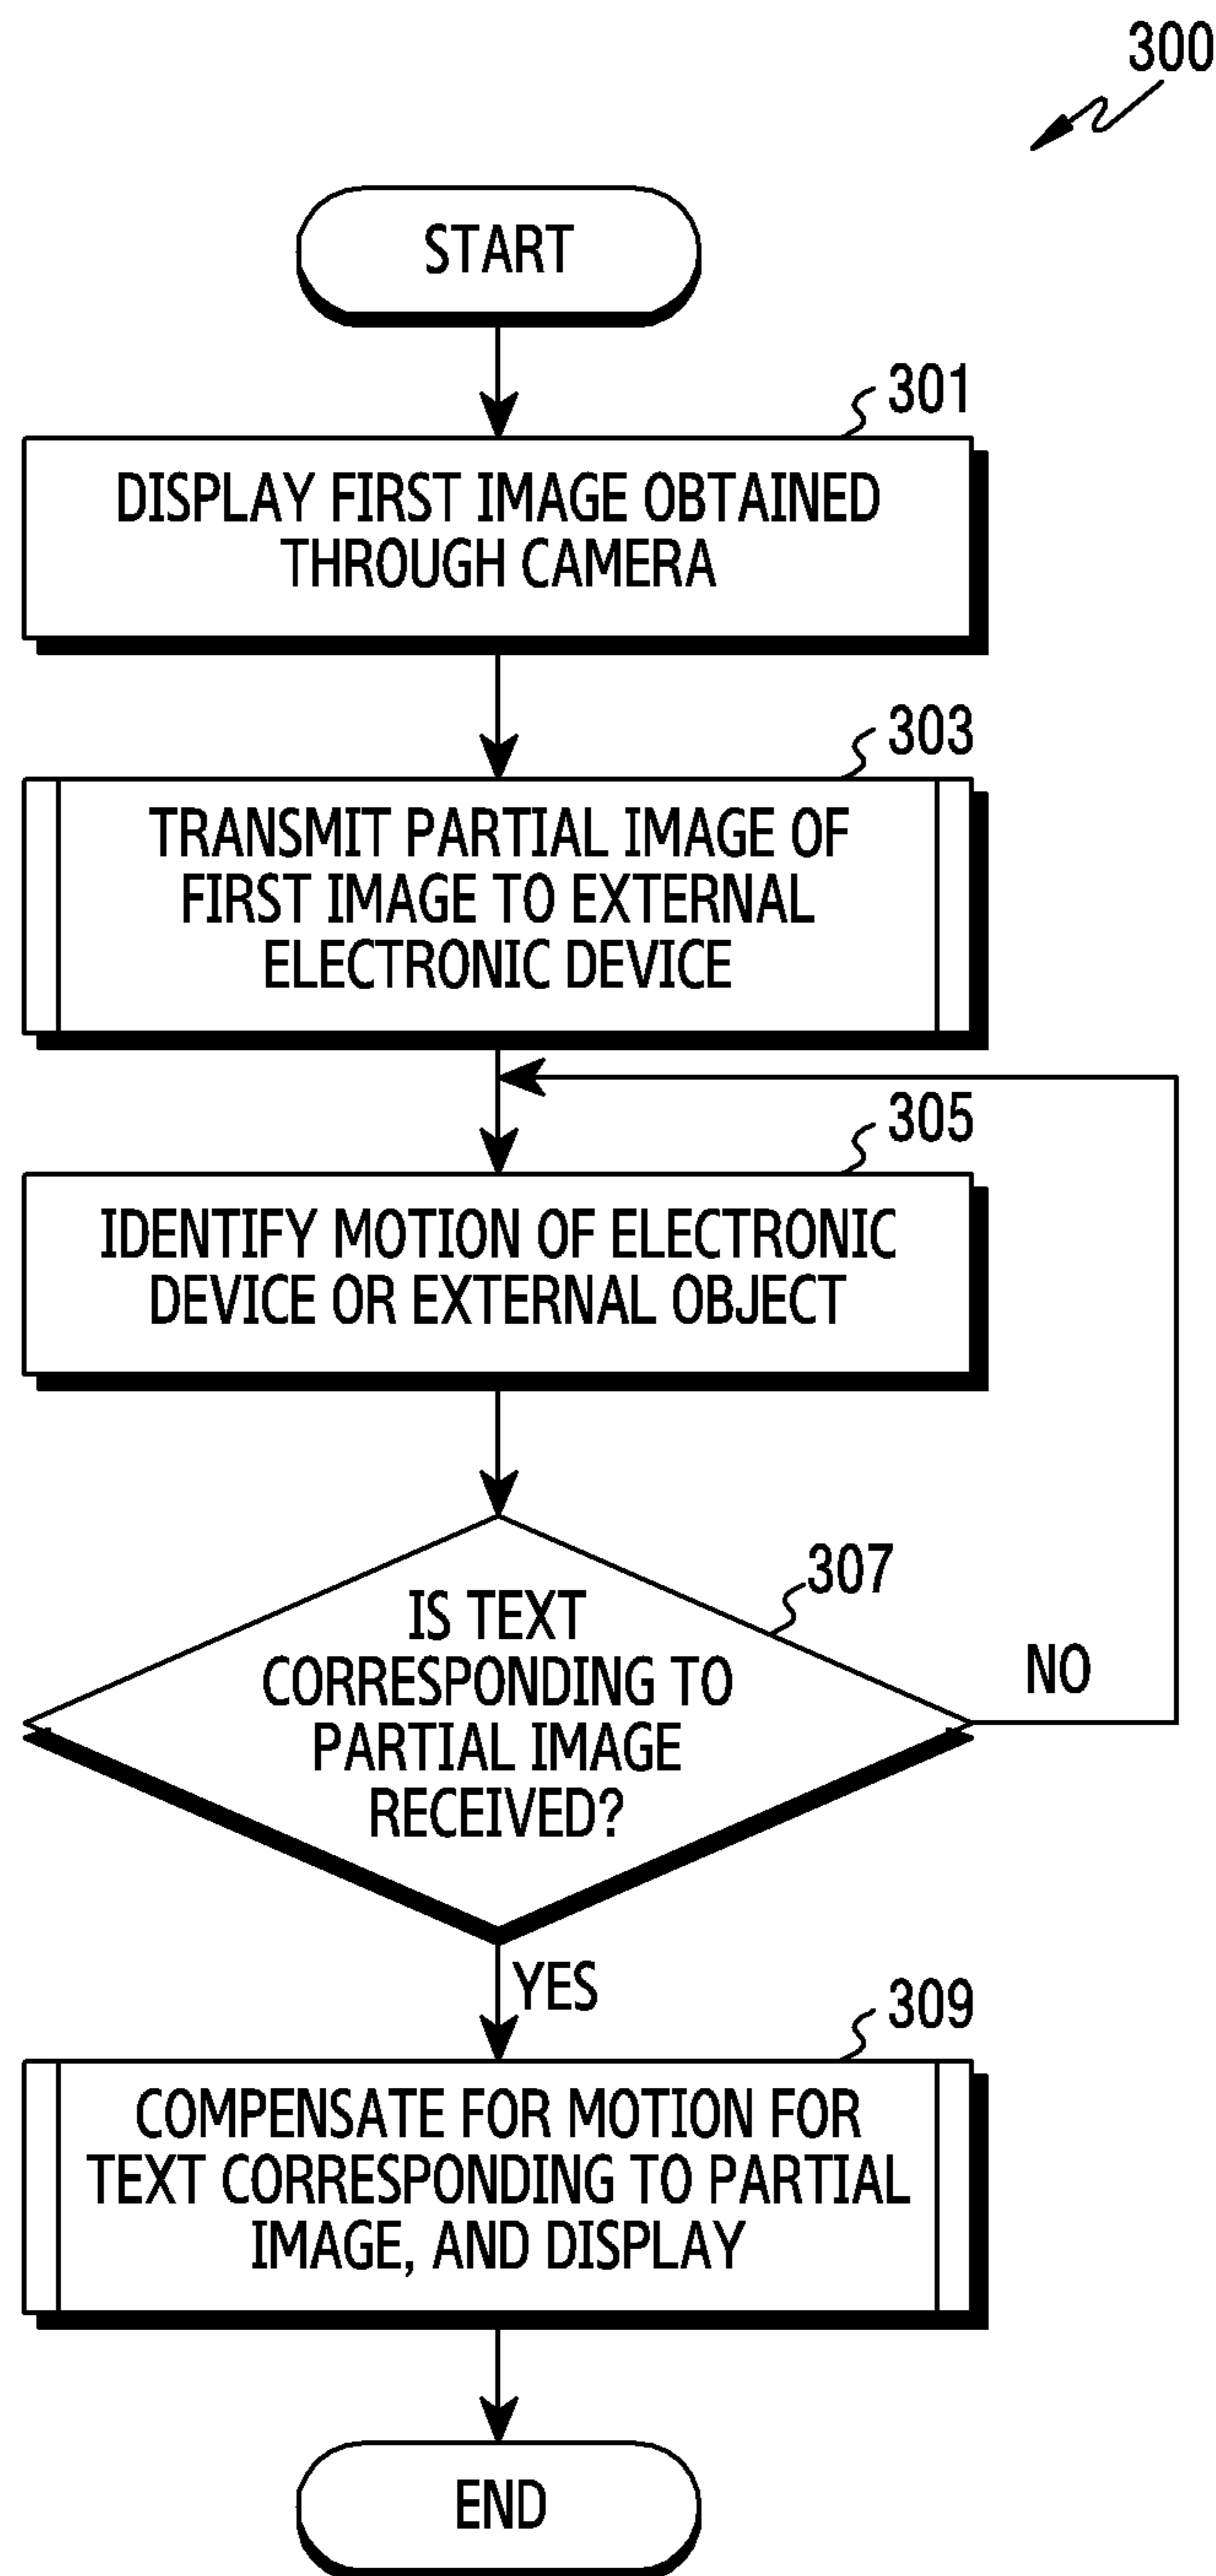 300
START
301
DISPLAY FIRST IMAGE OBTAINED
THROUGH CAMERA
303
TRANSMIT PARTIAL IMAGE OF
FIRST IMAGE TO EXTERNAL
ELECTRONIC DEVICE
305
IDENTIFY MOTION OF ELECTRONIC
DEVICE OR EXTERNAL OBJECT
307
IS TEXT
CORRESPONDING TO
PARTIAL IMAGE
RECEIVED?
NO
YES
309
COMPENSATE FOR MOTION FOR
TEXT CORRESPONDING TO PARTIAL
IMAGE, AND DISPLAY
END